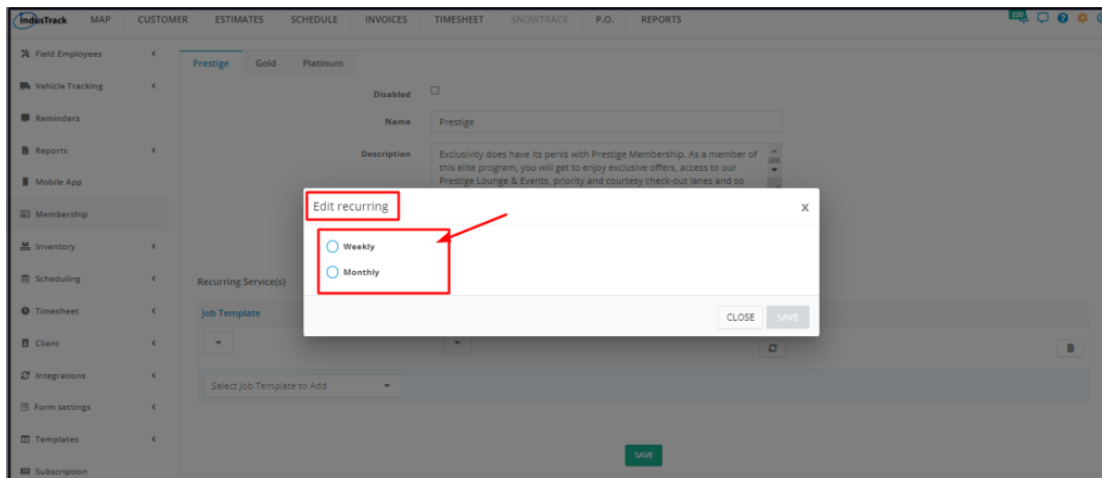 IndusTrack MAP CUSTOMER ESTIMATES SCHEDULE INVOICES TIMESHEET SNOWTRACK P.O. REPORTS
Field Employees
Vehicle Tracking
Reminders
Reports
Mobile App
Membership
Inventory
Scheduling
Timesheet
Client
Integrations
Form settings
Templates
Subscription
Prestige Gold Platinum
Disabled
Name Prestige
Description Exclusivity does have its perks with Prestige Membership. As a member of
this elite program, you will get to enjoy exclusive offers, access to our
Prestige Lounge & Events, priority and courtesy check-out lanes and so
Edit recurring x
Weekly
Monthly
CLOSE SAVE
Recurring Service(s)
Job Template
Select Job Template to Add
SAVE